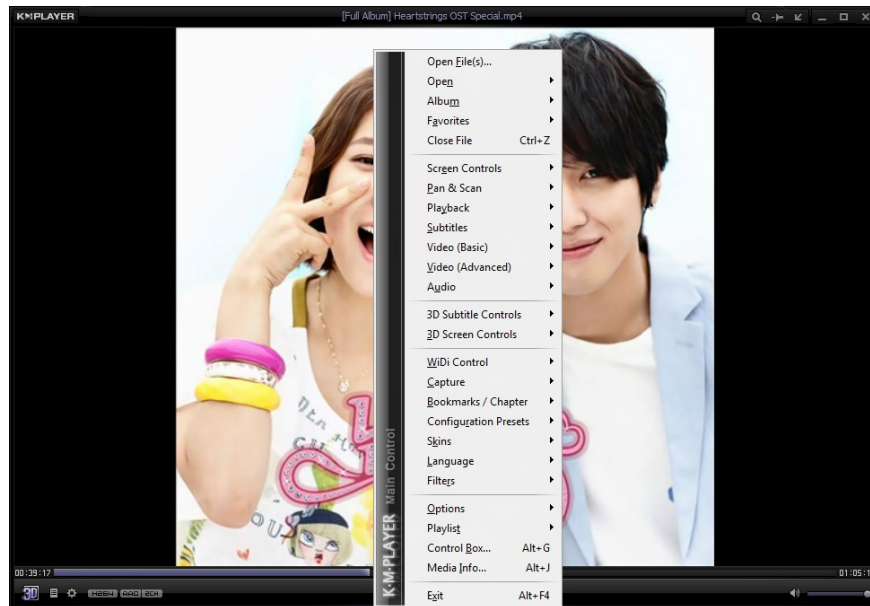 KMPLAYER
[Full Album] Heartstrings OST Special.mp4
Open File(s)...
Open
Album
Favorites
Close File Ctrl+Z
Screen Controls
Pan & Scan
Playback
Subtitles
Video (Basic)
Video (Advanced)
Audio
3D Subtitle Controls
3D Screen Controls
WiDi Control
Capture
Bookmarks / Chapter
Configuration Presets
Skins
Language
Filters
Options
Playlist
Control Box... Alt+G
Media Info... Alt+J
Exit Alt+F4
K·M·PLAYER Main Control
00:39:17
01:05:1
3D
H264 AAC 2CH